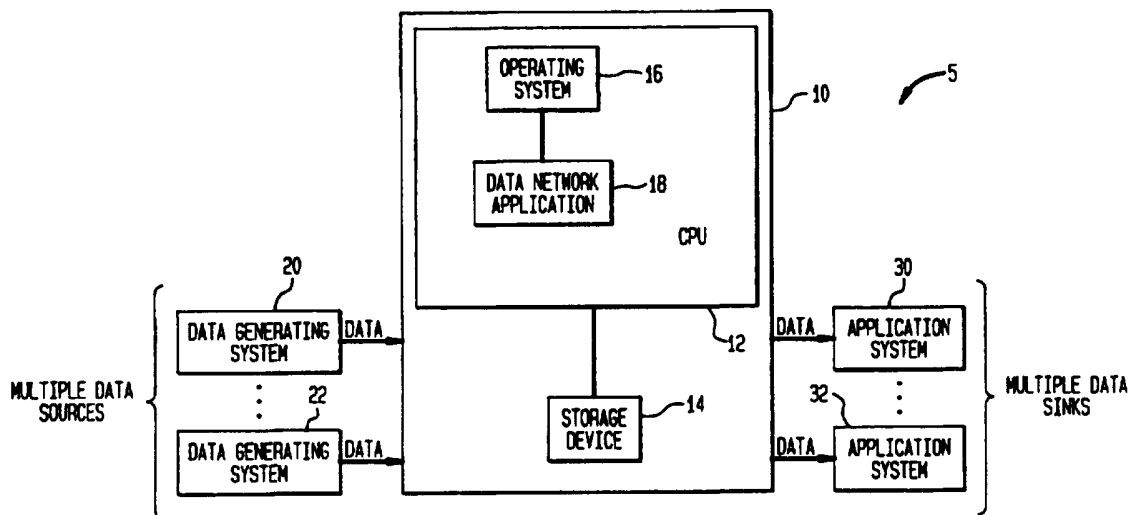 OPERATING
SYSTEM
16
5
10
DATA NETWORK
APPLICATION
18
CPU
20
30
DATA GENERATING
SYSTEM
DATA
12
DATA
APPLICATION
SYSTEM
MULTIPLE DATA
SOURCES
22
STORAGE
DEVICE
14
32
MULTIPLE DATA
SINKS
DATA GENERATING
SYSTEM
DATA
DATA
APPLICATION
SYSTEM